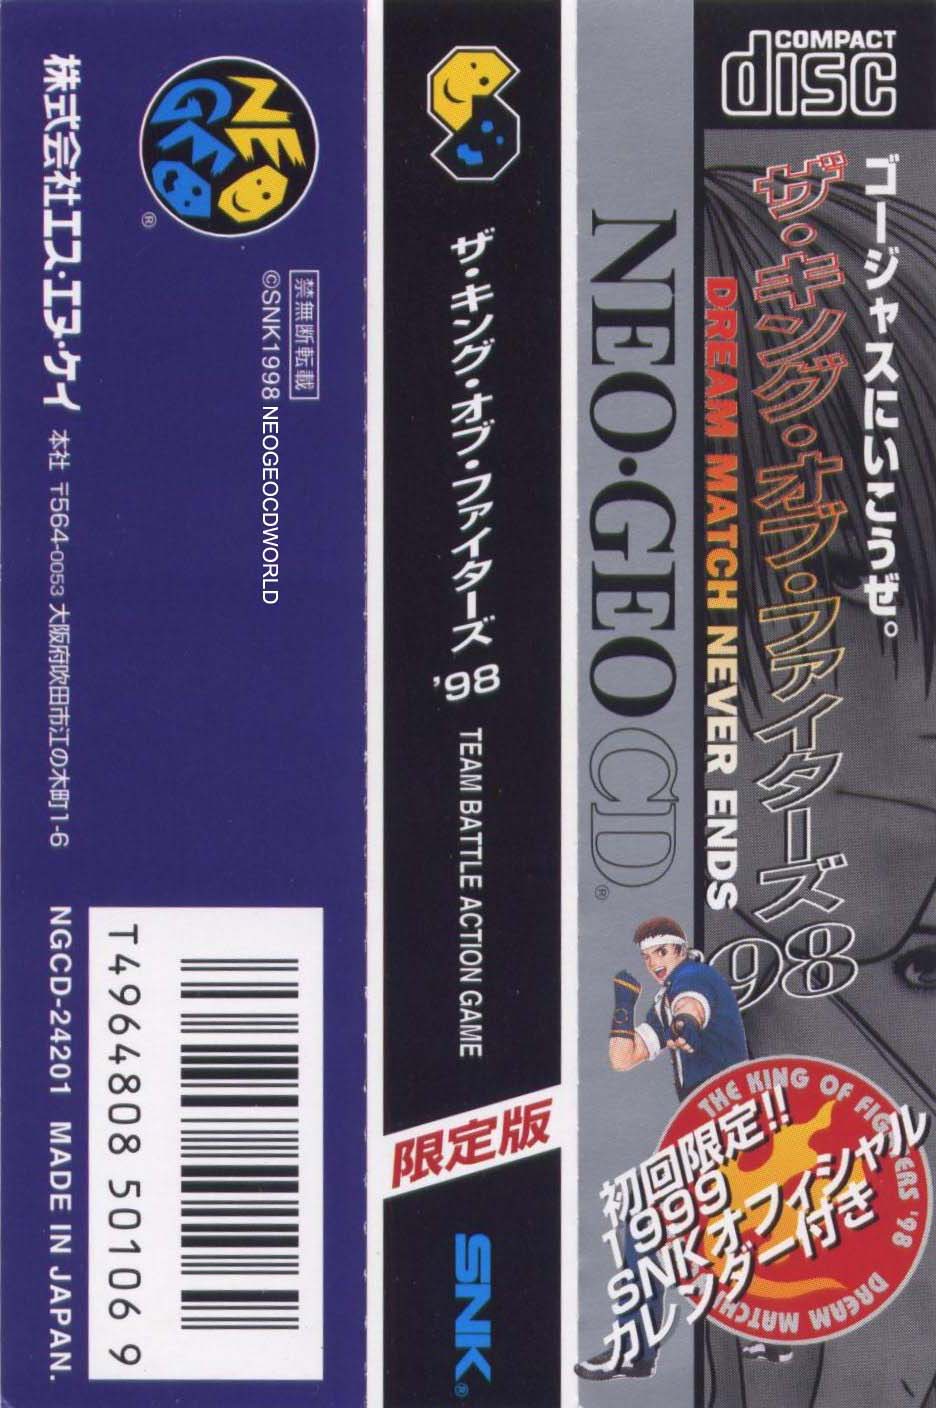 COMPACT
disc
ゴージャスにいこうぜ。
ザ・キング・オブ・ファイターズ
'98
DREAM MATCH NEVER ENDS
NEO・GEO CD®
THE KING OF FIGHTERS '98
DREAM MATCH
初回限定!!
1999
SNKオフィシャル
カレンダー付き
ザ・キング・オブ・ファイターズ '98 TEAM BATTLE ACTION GAME
限定版
SNK®
NEO
GEO
®
禁無断転載
©SNK1998 NEOGEOCDWORLD
株式会社エス・エヌ・ケイ 本社 〒564-0053 大阪府吹田市江の木町1-6
NGCD-24201 MADE IN JAPAN.
T4964808 50106 9